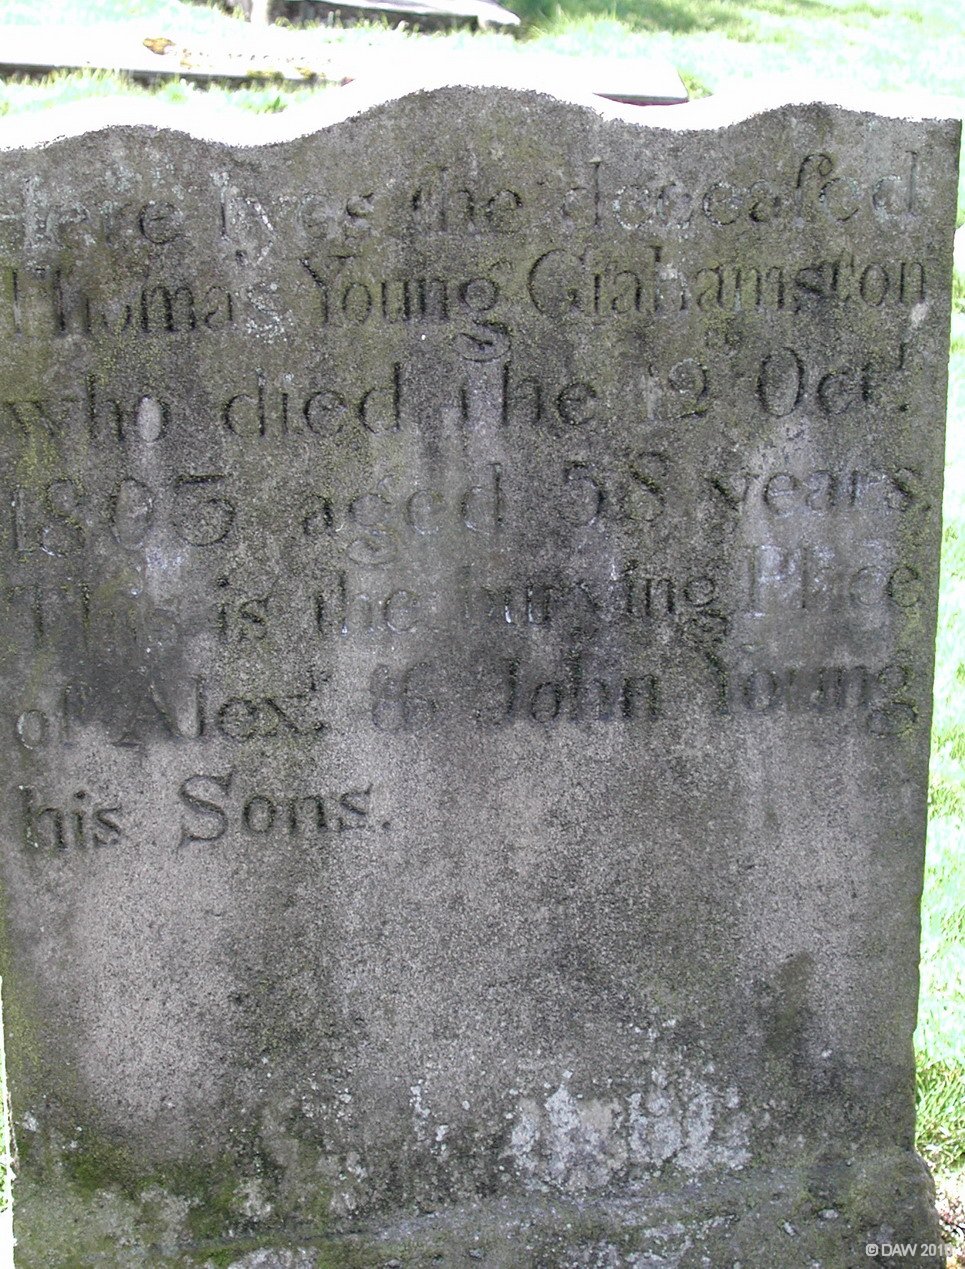 Here lyes the deceaſed
Thomas Young Grahamston
who died the 12 Octr.
1805 aged 58 years.
This is the burying Place
of Alexr. & John Young
his Sons.
© DAW 2010